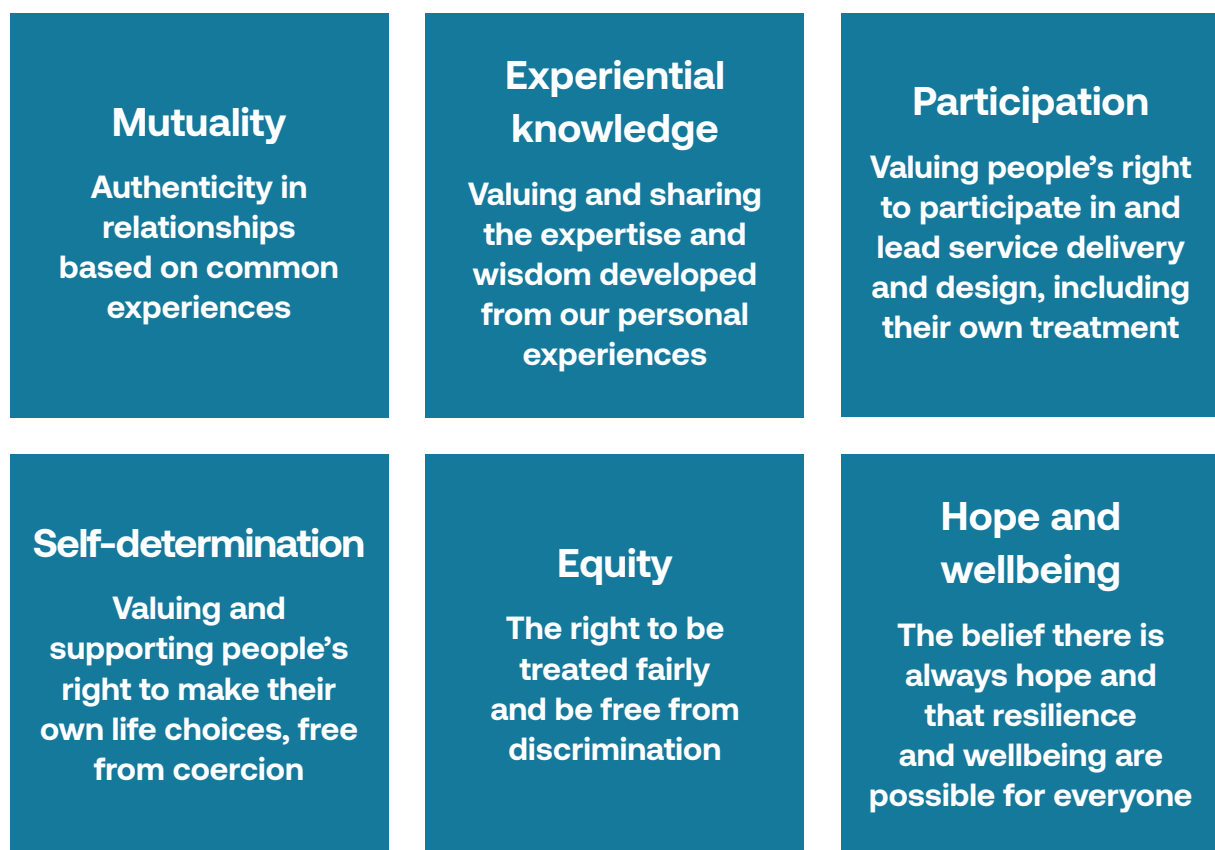 Mutuality
Authenticity in
relationships
based on common
experiences
Experiential
knowledge
Valuing and sharing
the expertise and
wisdom developed
from our personal
experiences
Participation
Valuing people’s right
to participate in and
lead service delivery
and design, including
their own treatment
Self-determination
Valuing and
supporting people’s
right to make their
own life choices, free
from coercion
Equity
The right to be
treated fairly
and be free from
discrimination
Hope and
wellbeing
The belief there is
always hope and
that resilience
and wellbeing are
possible for everyone